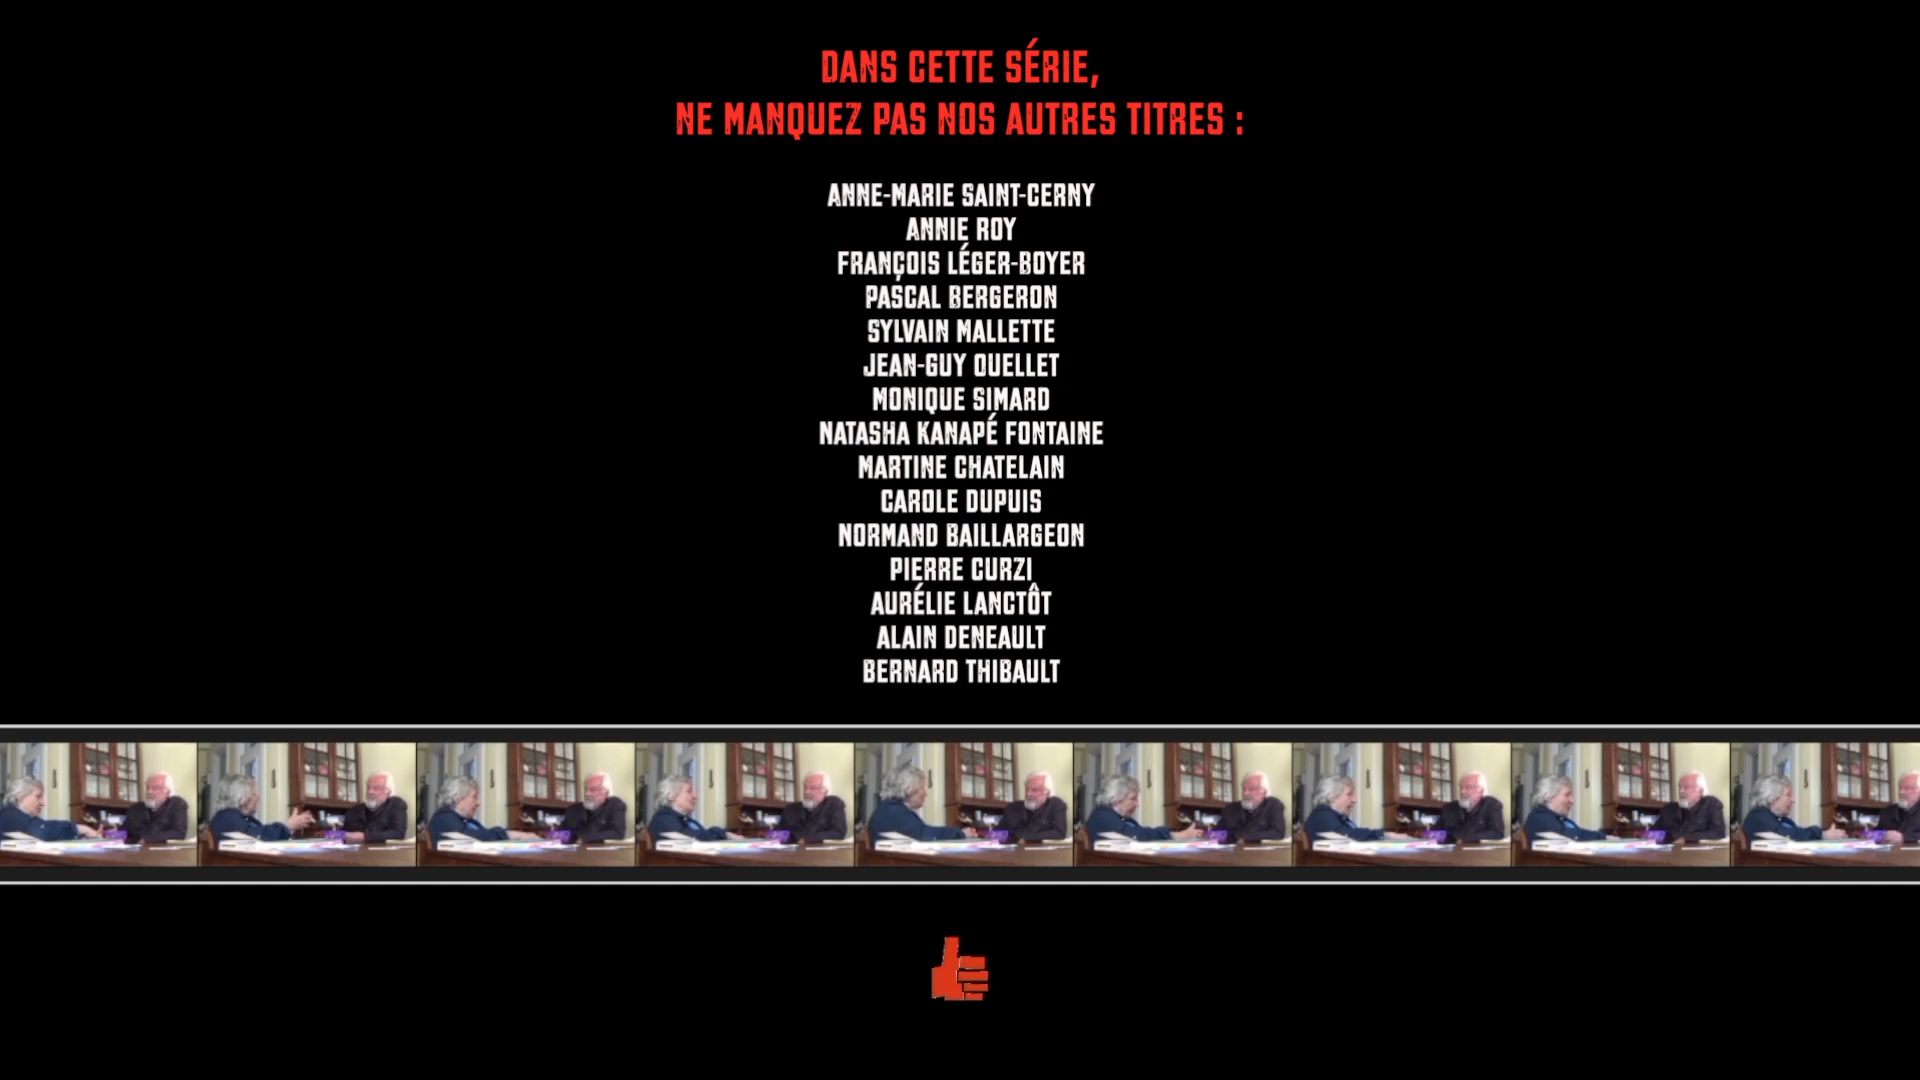 DANS CETTE SÉRIE,
NE MANQUEZ PAS NOS AUTRES TITRES :
ANNE-MARIE SAINT-CERNY
ANNIE ROY
FRANÇOIS LÉGER-BOYER
PASCAL BERGERON
SYLVAIN MALLETTE
JEAN-GUY OUELLET
MONIQUE SIMARD
NATASHA KANAPÉ FONTAINE
MARTINE CHATELAIN
CAROLE DUPUIS
NORMAND BAILLARGEON
PIERRE CURZI
AURÉLIE LANCTÔT
ALAIN DENEAULT
BERNARD THIBAULT